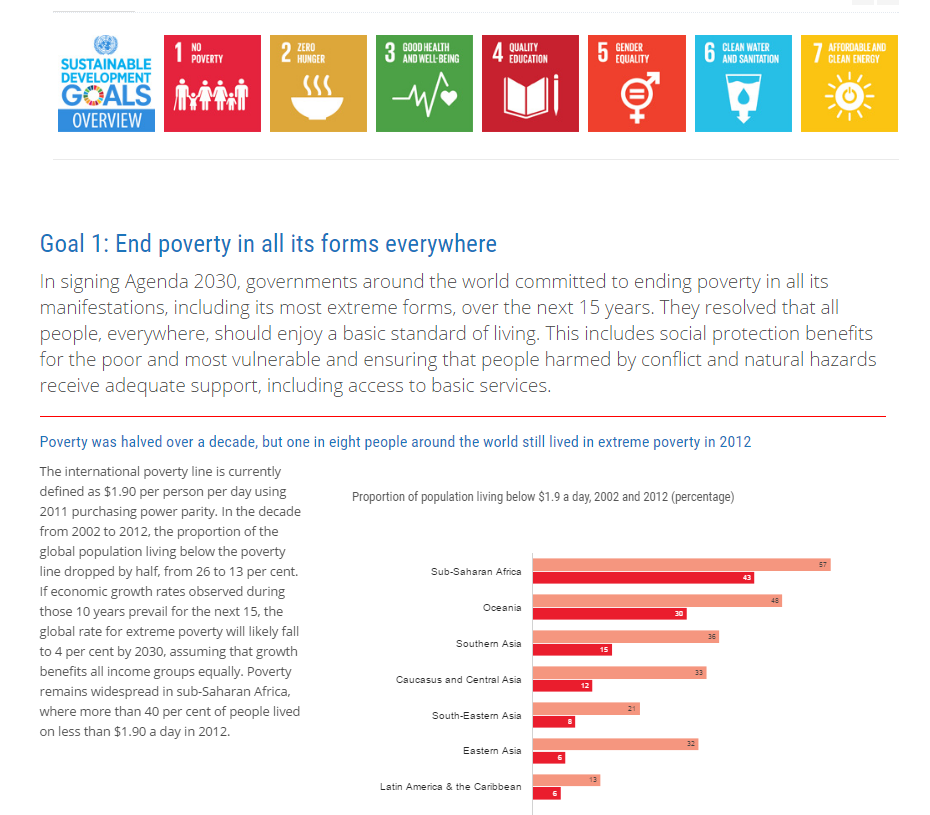 SUSTAINABLE
DEVELOPMENT
GOALS
OVERVIEW
1 NO
POVERTY
2 ZERO
HUNGER
3 GOOD HEALTH
AND WELL-BEING
4 QUALITY
EDUCATION
5 GENDER
EQUALITY
6 CLEAN WATER
AND SANITATION
7 AFFORDABLE AND
CLEAN ENERGY
Goal 1: End poverty in all its forms everywhere
In signing Agenda 2030, governments around the world committed to ending poverty in all its
manifestations, including its most extreme forms, over the next 15 years. They resolved that all
people, everywhere, should enjoy a basic standard of living. This includes social protection benefits
for the poor and most vulnerable and ensuring that people harmed by conflict and natural hazards
receive adequate support, including access to basic services.
Poverty was halved over a decade, but one in eight people around the world still lived in extreme poverty in 2012
The international poverty line is currently
defined as $1.90 per person per day using
2011 purchasing power parity. In the decade
from 2002 to 2012, the proportion of the
global population living below the poverty
line dropped by half, from 26 to 13 per cent.
If economic growth rates observed during
those 10 years prevail for the next 15, the
global rate for extreme poverty will likely fall
to 4 per cent by 2030, assuming that growth
benefits all income groups equally. Poverty
remains widespread in sub-Saharan Africa,
where more than 40 per cent of people lived
on less than $1.90 a day in 2012.
Proportion of population living below $1.9 a day, 2002 and 2012 (percentage)
Sub-Saharan Africa
57
43
Oceania
48
30
Southern Asia
36
15
Caucasus and Central Asia
33
12
South-Eastern Asia
21
8
Eastern Asia
32
6
Latin America & the Caribbean
13
6